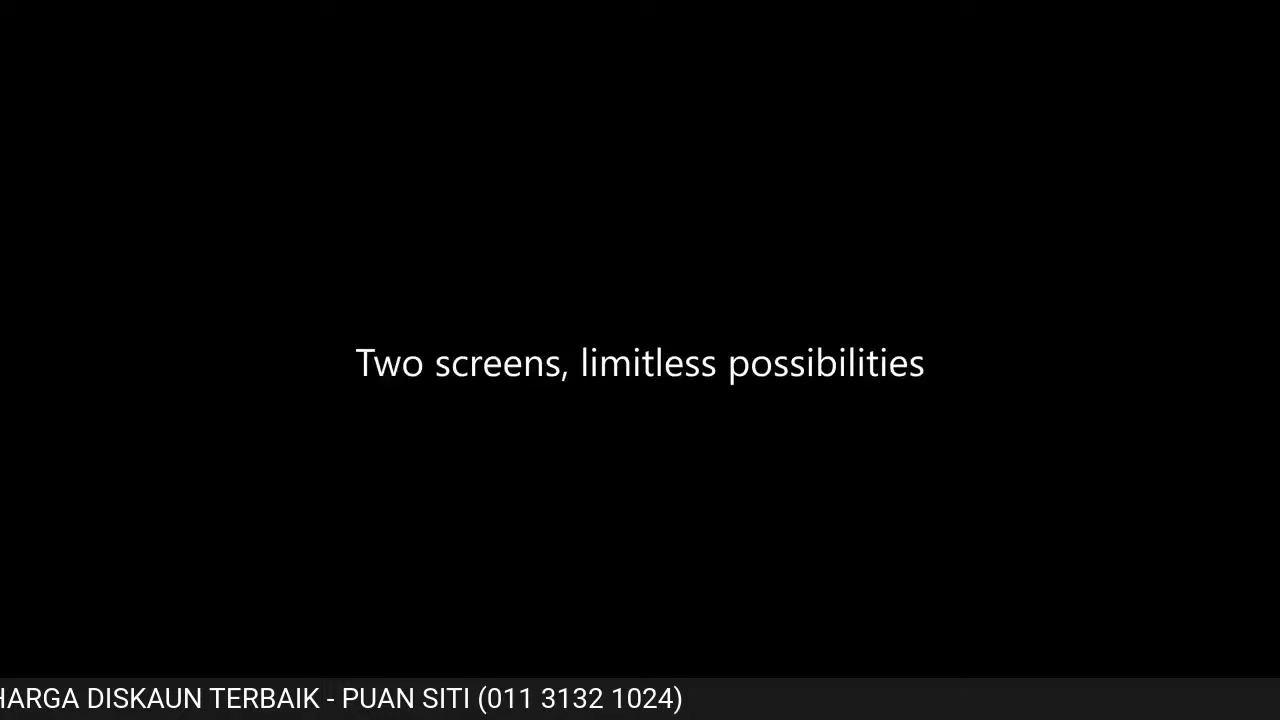 Two screens, limitless possibilities
HARGA DISKAUN TERBAIK - PUAN SITI (011 3132 1024)